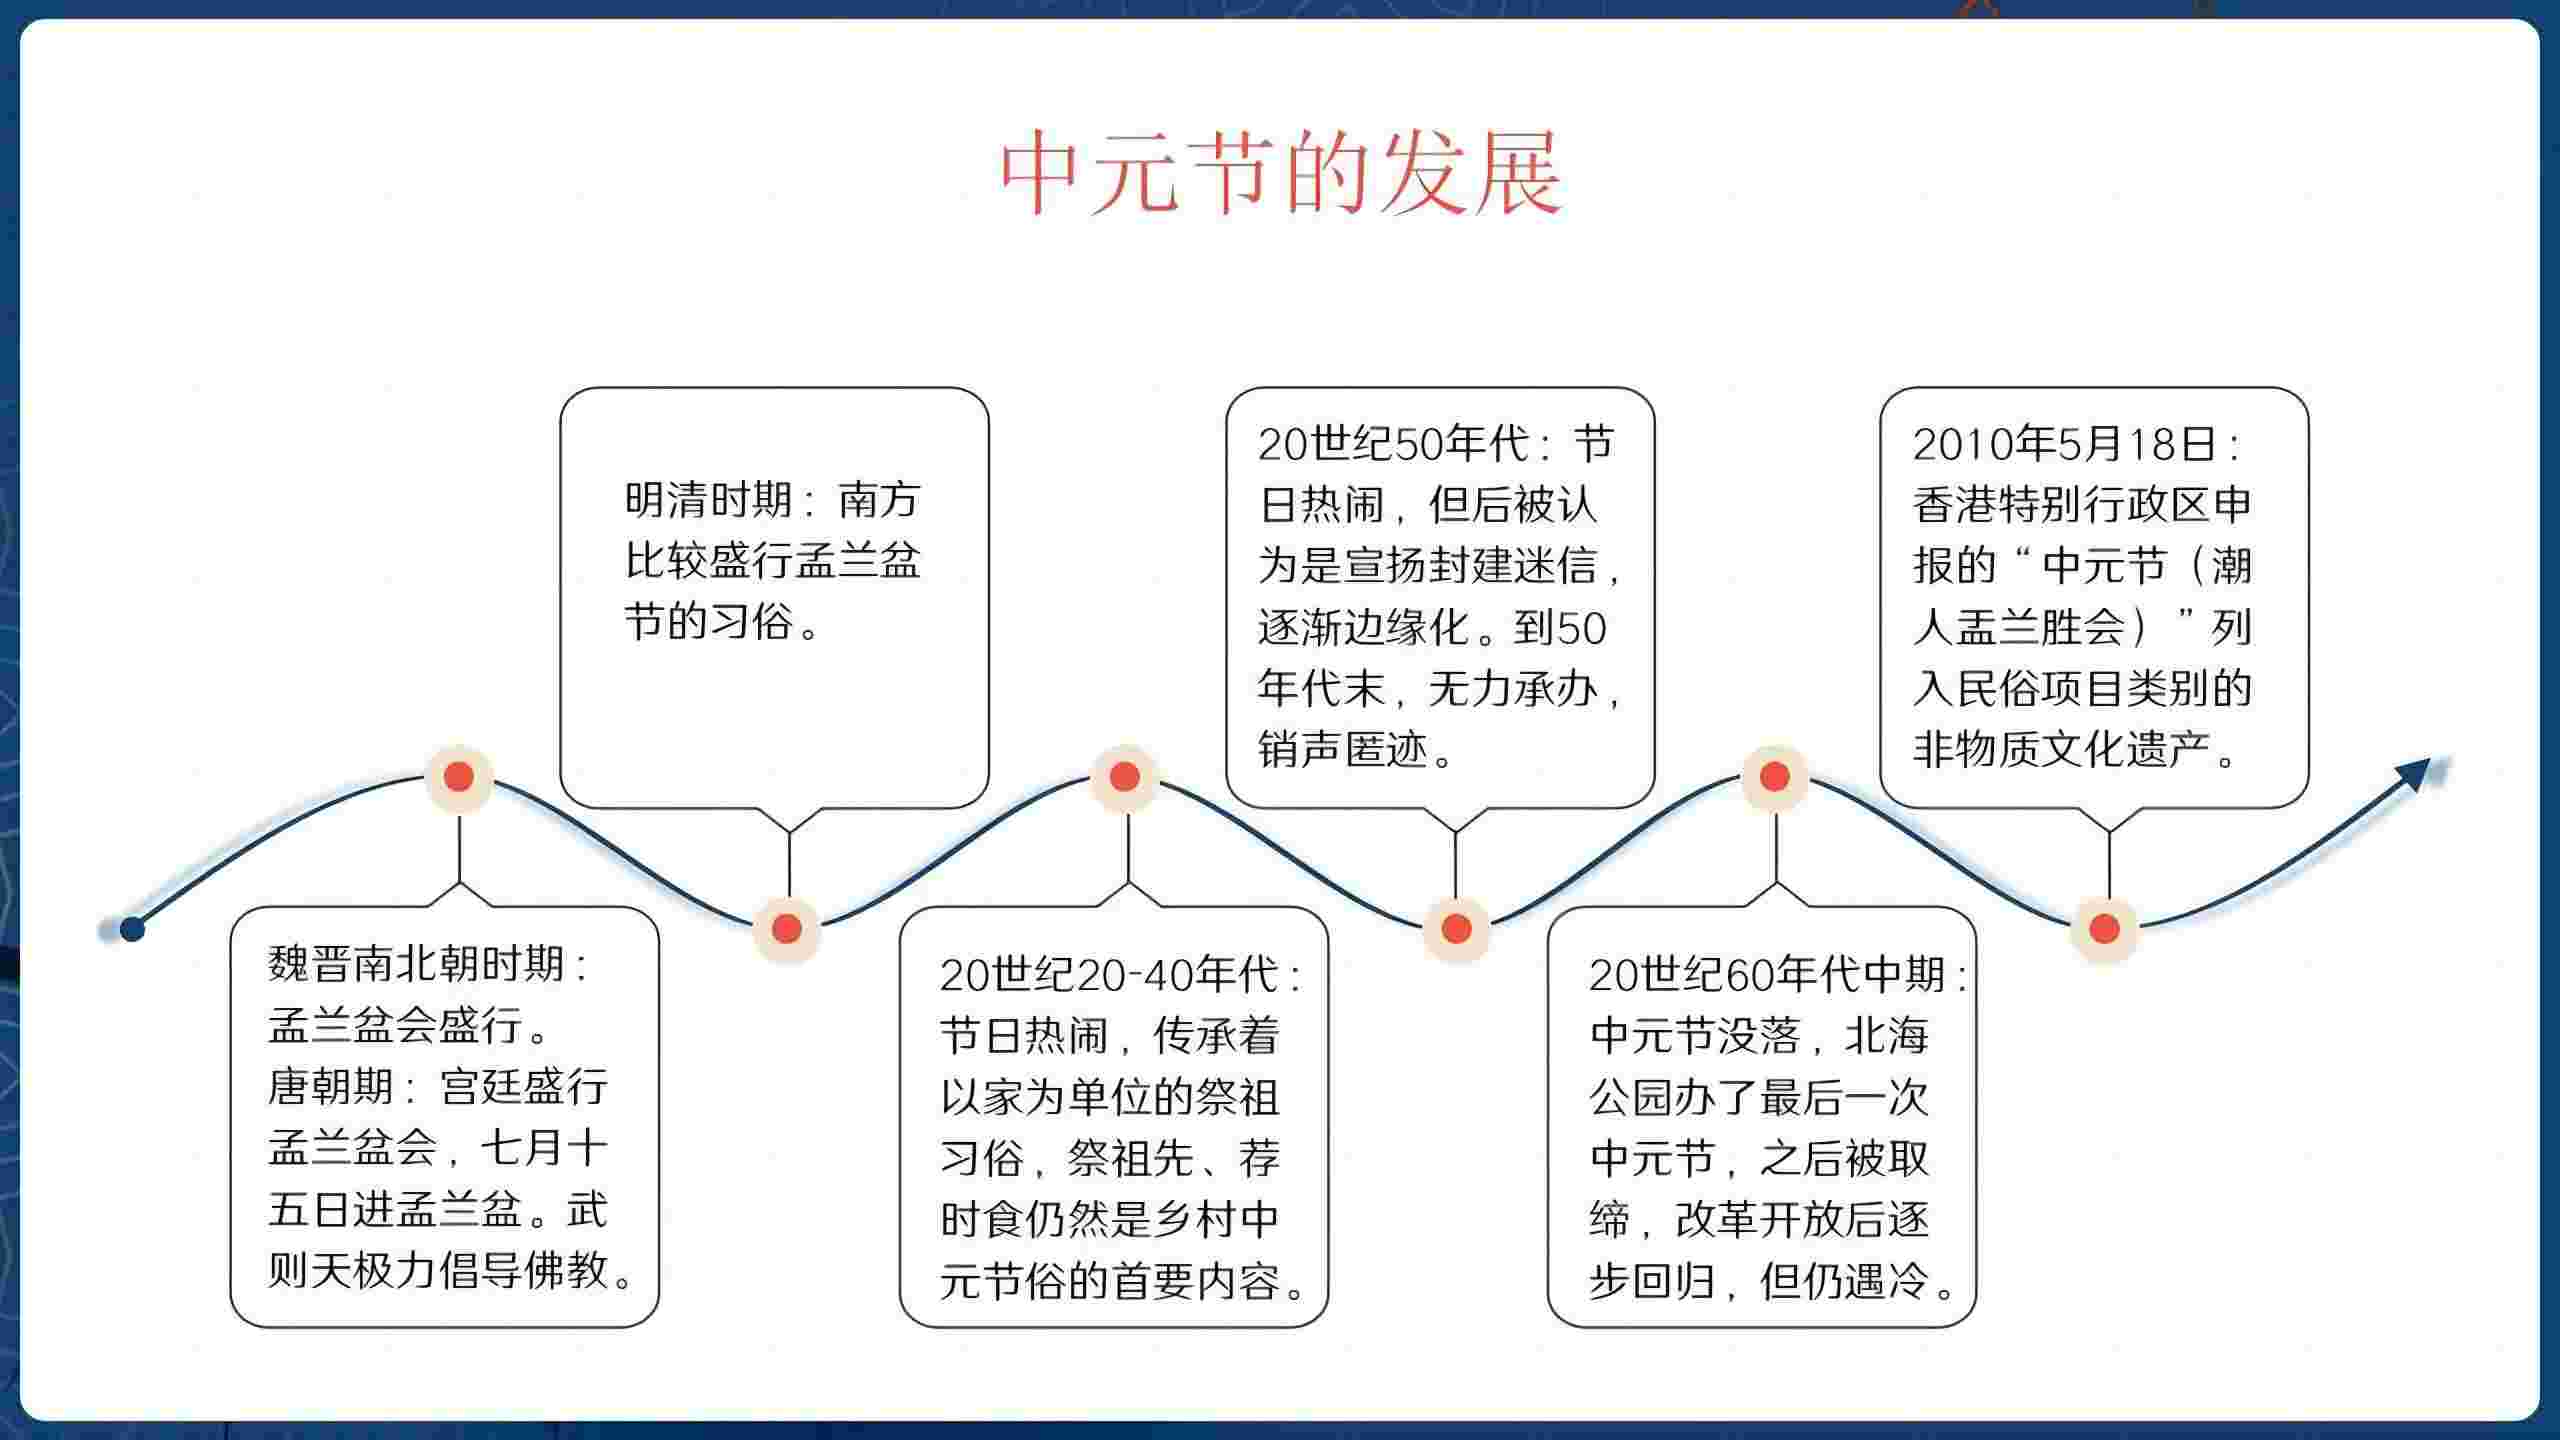 中元节的发展
魏晋南北朝时期：
孟兰盆会盛行。
唐朝期：宫廷盛行
孟兰盆会，七月十
五日进孟兰盆。武
则天极力倡导佛教。
明清时期：南方
比较盛行孟兰盆
节的习俗。
20世纪20-40年代：
节日热闹，传承着
以家为单位的祭祖
习俗，祭祖先、荐
时食仍然是乡村中
元节俗的首要内容。
20世纪50年代：节
日热闹，但后被认
为是宣扬封建迷信，
逐渐边缘化。到50
年代末，无力承办，
销声匿迹。
20世纪60年代中期：
中元节没落，北海
公园办了最后一次
中元节，之后被取
缔，改革开放后逐
步回归，但仍遇冷。
2010年5月18日：
香港特别行政区申
报的“中元节（潮
人盂兰胜会）”列
入民俗项目类别的
非物质文化遗产。